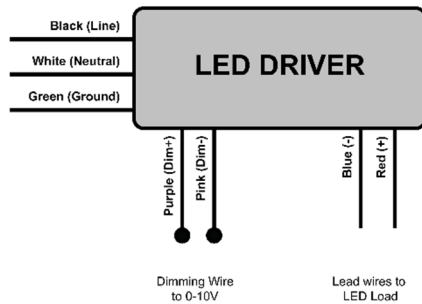 Black (Line)
White (Neutral)
Green (Ground)
LED DRIVER
Purple (Dim+)
Pink (Dim-)
Blue (-)
Red (+)
Dimming Wire
to 0-10V
Lead wires to
LED Load